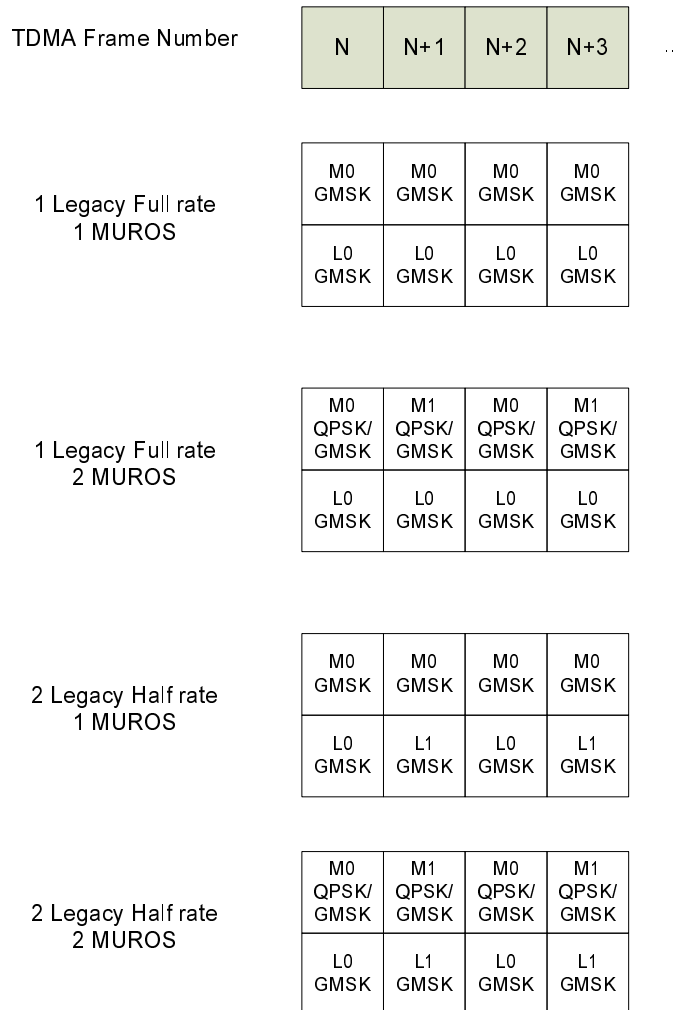 TDMA Frame Number
N N+1 N+2 N+3 ..
M0 M0 M0 M0
GMSK GMSK GMSK GMSK
1 Legacy Full rate
1 MUROS
L0 L0 L0 L0
GMSK GMSK GMSK GMSK
M0 M1 M0 M1
QPSK/ QPSK/ QPSK/ QPSK/
GMSK GMSK GMSK GMSK
1 Legacy Full rate
2 MUROS
L0 L0 L0 L0
GMSK GMSK GMSK GMSK
M0 M0 M0 M0
GMSK GMSK GMSK GMSK
2 Legacy Half rate
1 MUROS
L0 L1 L0 L1
GMSK GMSK GMSK GMSK
M0 M1 M0 M1
QPSK/ QPSK/ QPSK/ QPSK/
GMSK GMSK GMSK GMSK
2 Legacy Half rate
2 MUROS
L0 L1 L0 L1
GMSK GMSK GMSK GMSK